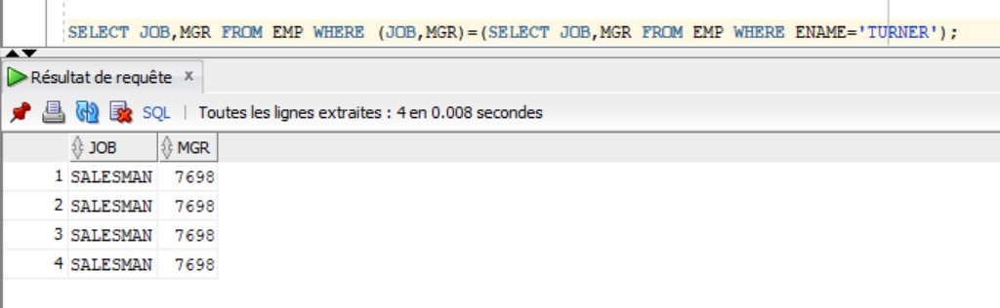 SELECT JOB,MGR FROM EMP WHERE (JOB,MGR)=(SELECT JOB,MGR FROM EMP WHERE ENAME='TURNER');
Résultat de requête x
SQL | Toutes les lignes extraites : 4 en 0.008 secondes
JOB MGR
1 SALESMAN 7698
2 SALESMAN 7698
3 SALESMAN 7698
4 SALESMAN 7698